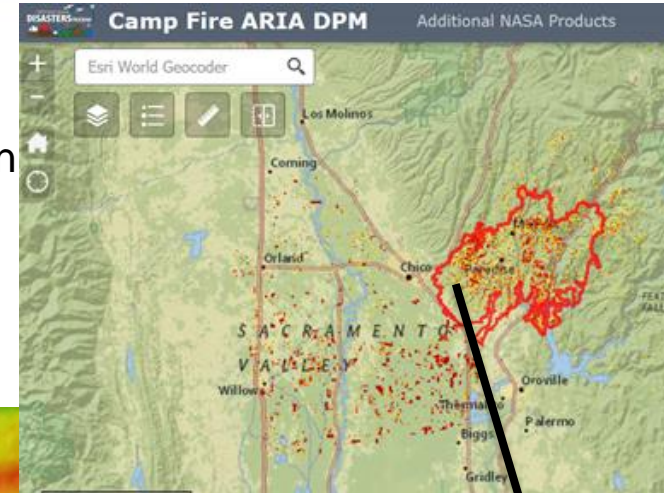 DISASTERS Camp Fire ARIA DPM Additional NASA Products
+
Esri World Geocoder
-
Los Molinos
n
Corning
Orland
Chico
Paradise
SACRAMENTO
VALLEY
Willows
Oroville
Thermalito
Palermo
Biggs
Gridley